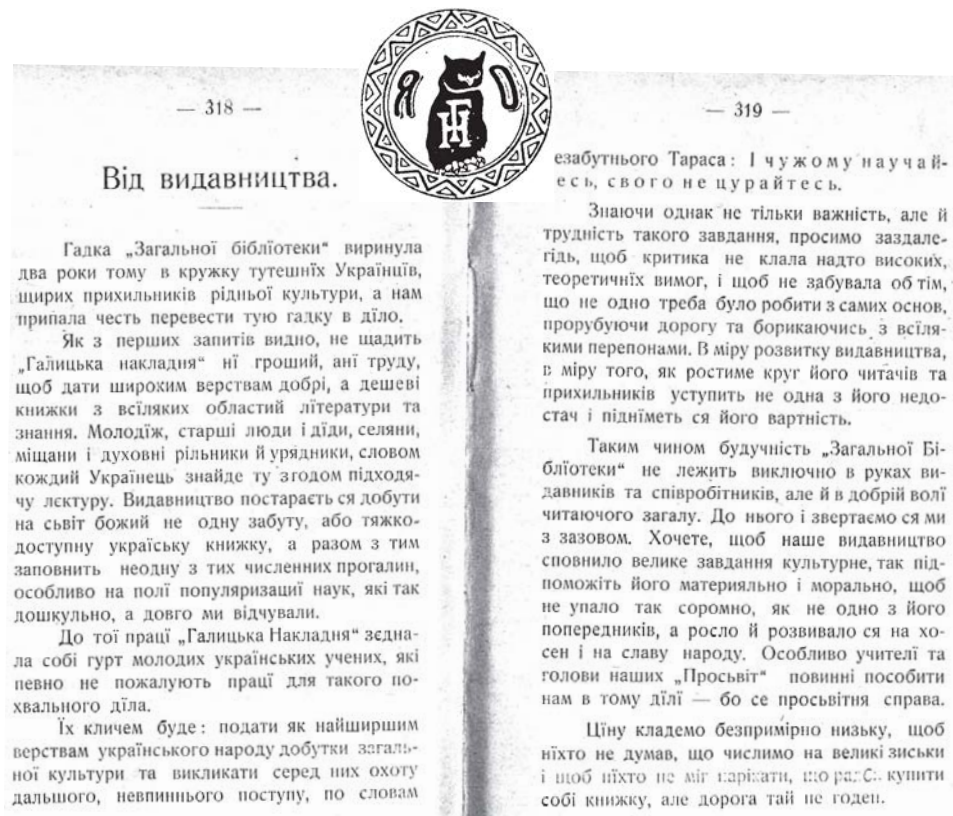 — 318 —
Від видавництва.
Гадка „Загальної біблїотеки“ виринула
два роки тому в кружку тутешнїх Українцїв,
щирих прихильників рідньої культури, а нам
припала честь перевести тую гадку в дїло.
Як з перших запитів видно, не щадить
„Галицька накладня“ нї гроший, анї труду,
щоб дати широким верствам добрі, а дешеві
книжки з всїляких областий лїтератури та
знання. Молодїж, старші люди і дїди, селяни,
міщани і духовні рільники й урядники, словом
кождий Українець знайде ту згодом підходя-
чу лєктуру. Видавництво постараєть ся добути
на сьвіт божий не одну забуту, або тяжко-
доступну украіську книжку, а разом з тим
заповнить неодну з тих численних прогалин,
особливо на полї популяризациї наук, які так
дошкульно, а довго ми відчували.
До тої працї „Галицька Накладня“ зєдна-
ла собі гурт молодих українських учених, які
певно не пожалують працї для такого по-
хвального дїла.
Їх кличем буде: подати як найширшим
верствам українського народу добутки загаль-
ної культури та викликати серед них охоту
дальшого, невпинного поступу, по словам
Я О
ГН
— 319 —
езабутнього Тараса: І чужому научай-
есь, свого не цурайтесь.
Знаючи однак не тільки важність, але й
трудність такого завдання, просимо заздале-
гідь, щоб критика не клала надто високих,
теоретичнїх вимог, і щоб не забувала об тім,
що не одно треба було робити з самих основ,
прорубуючи дорогу та борикаючись з всїля-
кими перепонами. В міру розвитку видавництва,
в міру того, як ростиме круг його читачів та
прихильників уступить не одна з його недо-
стач і піднїметь ся його вартність.
Таким чином будучність „Загальної Бі-
блїотеки“ не лежить виключно в руках ви-
давників та співробітників, але й в добрій волї
читаючого загалу. До нього і звертаємо ся ми
з зазовом. Хочете, щоб наше видавництво
сповнило велике завдання культурне, так під-
поможіть його материяльно і морально, щоб
не упало так соромно, як не одно з його
попередників, а росло й розвивало ся на хо-
сен і на славу народу. Особливо учителї та
голови наших „Просьвіт“ повинні пособити
нам в тому дїлї — бо се просьвітня справа.
Цїну кладемо безпримірно низьку, щоб
нїхто не думав, що числимо на великі зиськи
і щоб нїхто не міг нарікати, що рад би купити
собі книжку, але дорога тай не годен.